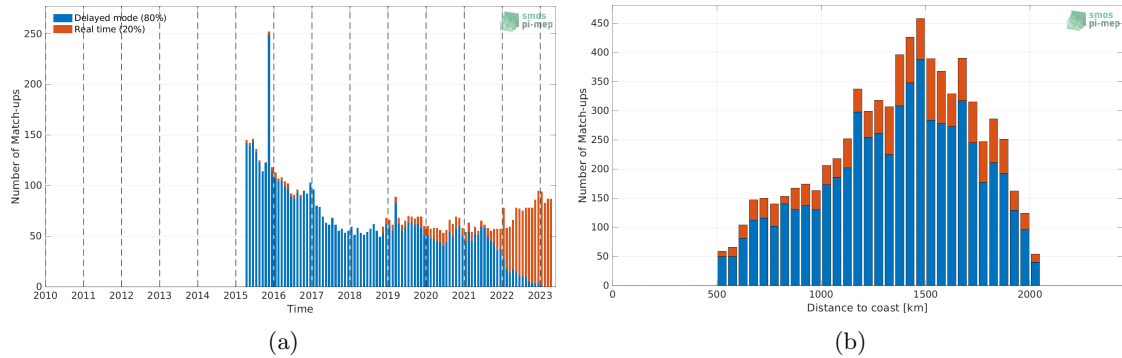 Delayed mode (80%)
Real time (20%)
smos
pi-mep
250
200
150
100
50
0
Number of Match-ups
2010 2011 2012 2013 2014 2015 2016 2017 2018 2019 2020 2021 2022 2023
Time
(a)
smos
pi-mep
450
400
350
300
250
200
150
100
50
0
Number of Match-ups
0 500 1000 1500 2000
Distance to coast [km]
(b)